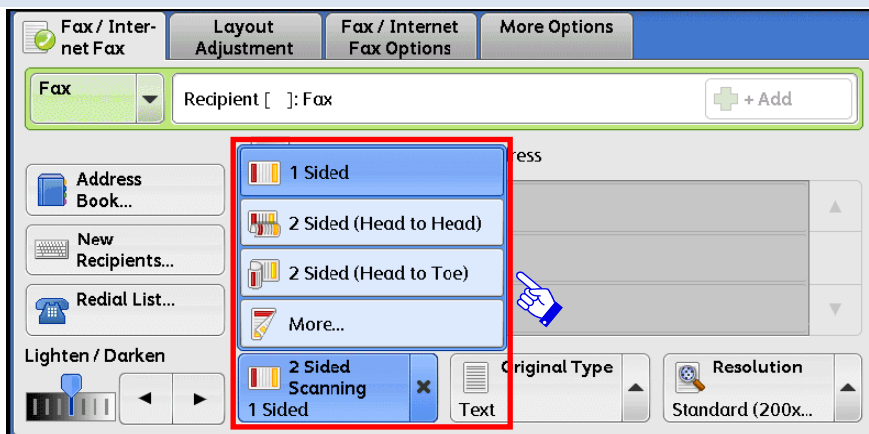 Fax / Inter-
net Fax
Layout
Adjustment
Fax / Internet
Fax Options
More Options
Fax
Recipient [   ]: Fax
+ Add
ress
1 Sided
2 Sided (Head to Head)
2 Sided (Head to Toe)
More...
Address
Book...
New
Recipients...
Redial List...
Lighten / Darken
2 Sided
Scanning
1 Sided
Original Type
Text
Resolution
Standard (200x...